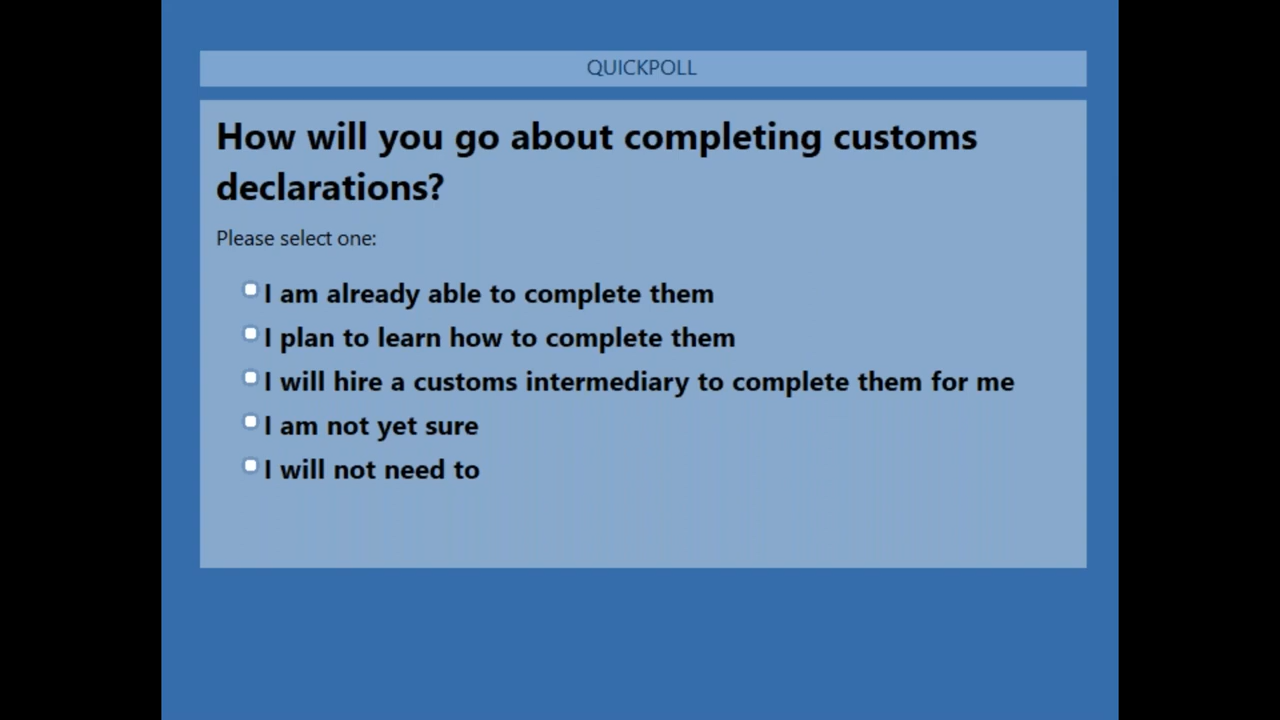 QUICKPOLL
How will you go about completing customs
declarations?
Please select one:
I am already able to complete them
I plan to learn how to complete them
I will hire a customs intermediary to complete them for me
I am not yet sure
I will not need to